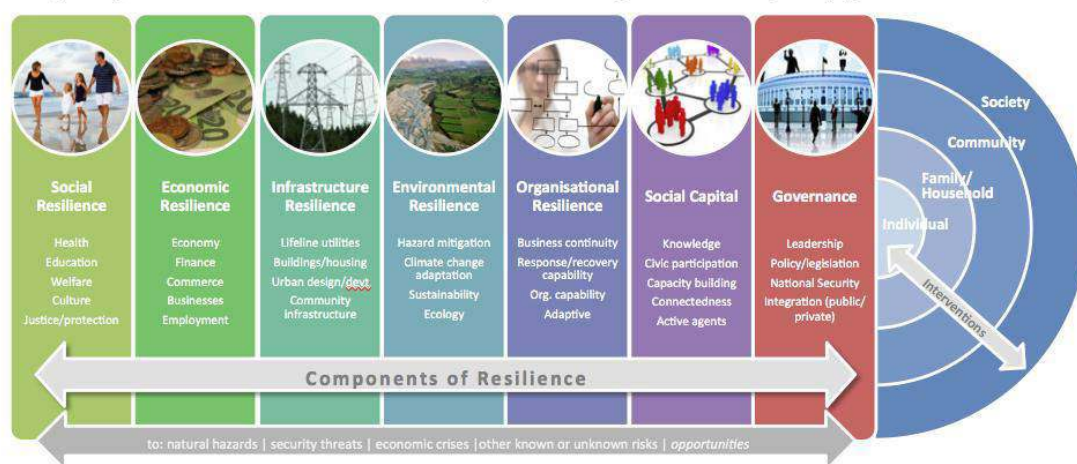 Social
Resilience
Health
Education
Welfare
Culture
Justice/protection
Economic
Resilience
Economy
Finance
Commerce
Businesses
Employment
Infrastructure
Resilience
Lifeline utilities
Buildings/housing
Urban design/devt.
Community
infrastructure
Environmental
Resilience
Hazard mitigation
Climate change
adaptation
Sustainability
Ecology
Organisational
Resilience
Business continuity
Response/recovery
capability
Org. capability
Adaptive
Social Capital
Knowledge
Civic participation
Capacity building
Connectedness
Active agents
Governance
Leadership
Policy/legislation
National Security
Integration (public/
private)
Society
Community
Family/
Household
Individual
Interventions
Components of Resilience
to: natural hazards | security threats | economic crises |other known or unknown risks | opportunities